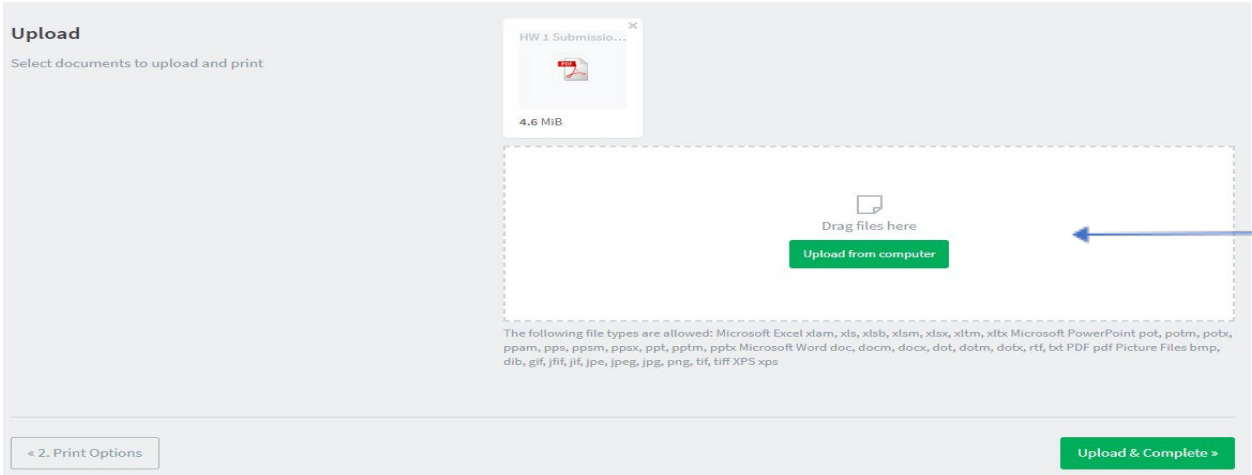 Upload
Select documents to upload and print
HW 1 Submissio...
PDF
4.6 MiB
Drag files here
Upload from computer
The following file types are allowed: Microsoft Excel xlam, xls, xlsb, xlsm, xlsx, xltm, xltx Microsoft PowerPoint pot, potm, potx,
ppam, pps, ppsm, ppsx, ppt, pptm, pptx Microsoft Word doc, docm, docx, dot, dotm, dotx, rtf, txt PDF pdf Picture Files bmp,
dib, gif, jfif, jif, jpe, jpeg, jpg, png, tif, tiff XPS xps
« 2. Print Options
Upload & Complete »